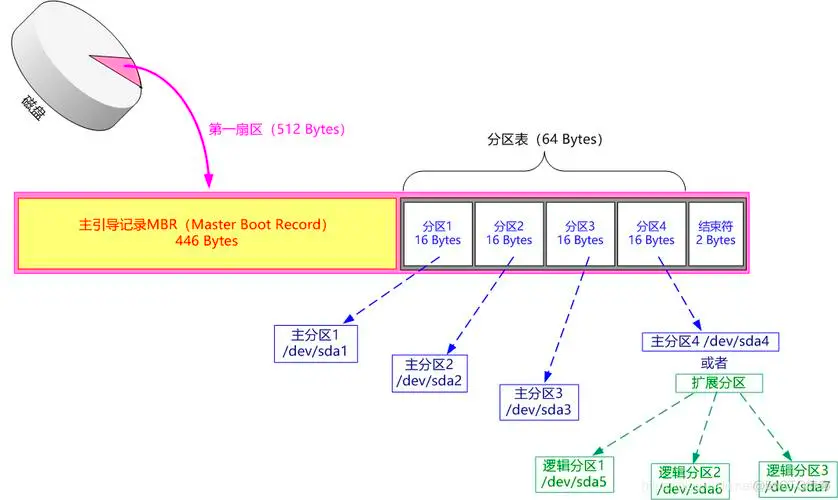 磁盘
第一扇区（512 Bytes）
分区表（64 Bytes）
主引导记录MBR（Master Boot Record）
446 Bytes
分区1
16 Bytes
分区2
16 Bytes
分区3
16 Bytes
分区4
16 Bytes
结束符
2 Bytes
主分区1
/dev/sda1
主分区2
/dev/sda2
主分区3
/dev/sda3
主分区4 /dev/sda4
或者
扩展分区
逻辑分区1
/dev/sda5
逻辑分区2
/dev/sda6
逻辑分区3